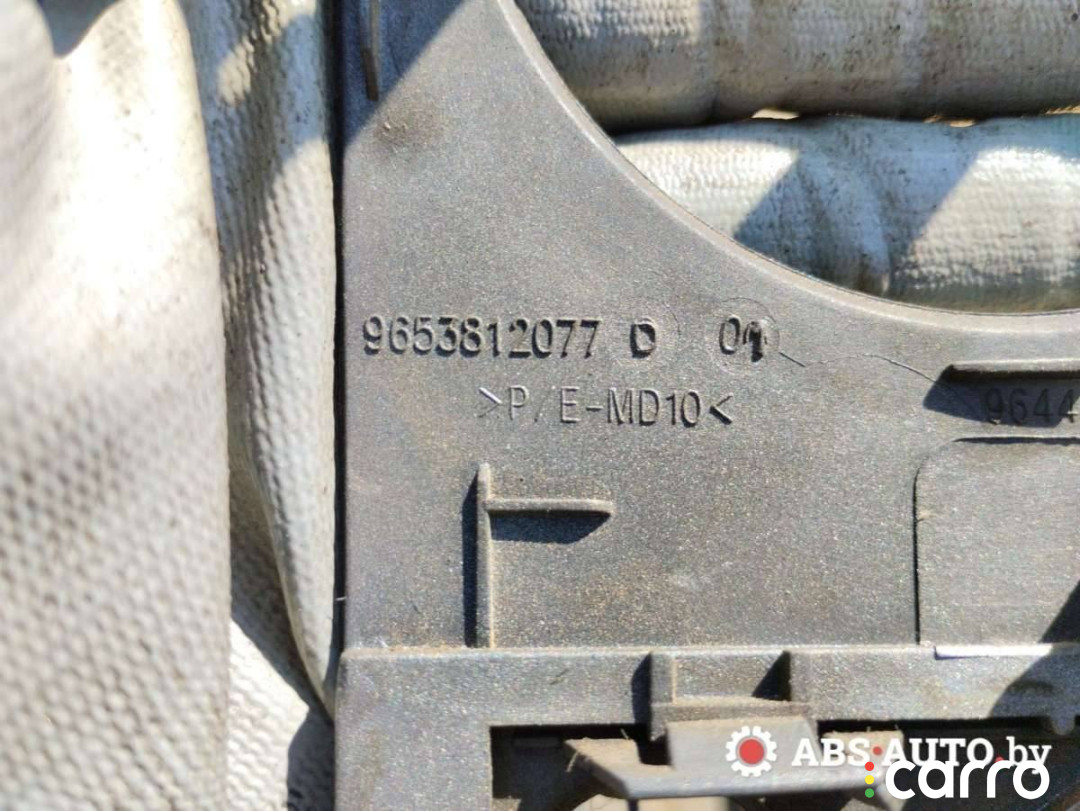 9653812077 D 01
>P/E-MD10<
9644
ABS-AUTO.by
carro